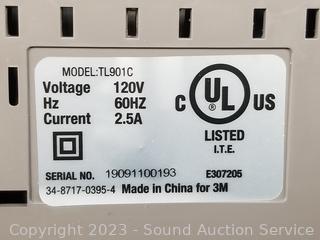 MODEL:TL901C
Voltage 120V
Hz 60HZ
Current 2.5A
C UL US
LISTED
I.T.E.
SERIAL NO. 19091100193 E307205
34-8717-0395-4 Made in China for 3M
Copyright 2023 - Sound Auction Service